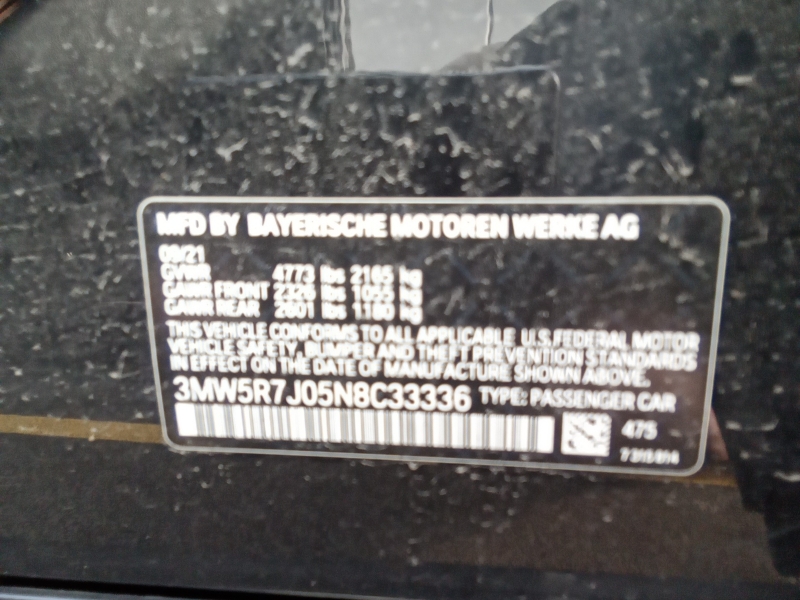 MFD BY BAYERISCHE MOTOREN WERKE AG
09/21
GVWR 4773 lbs 2165 kg
GAWR FRONT 2326 lbs 1055 kg
GAWR REAR 2601 lbs 1180 kg
THIS VEHICLE CONFORMS TO ALL APPLICABLE U.S.FEDERAL MOTOR
VEHICLE SAFETY, BUMPER AND THEFT PREVENTION STANDARDS
IN EFFECT ON THE DATE OF MANUFACTURE SHOWN ABOVE.
3MW5R7J05N8C33336 TYPE: PASSENGER CAR
475